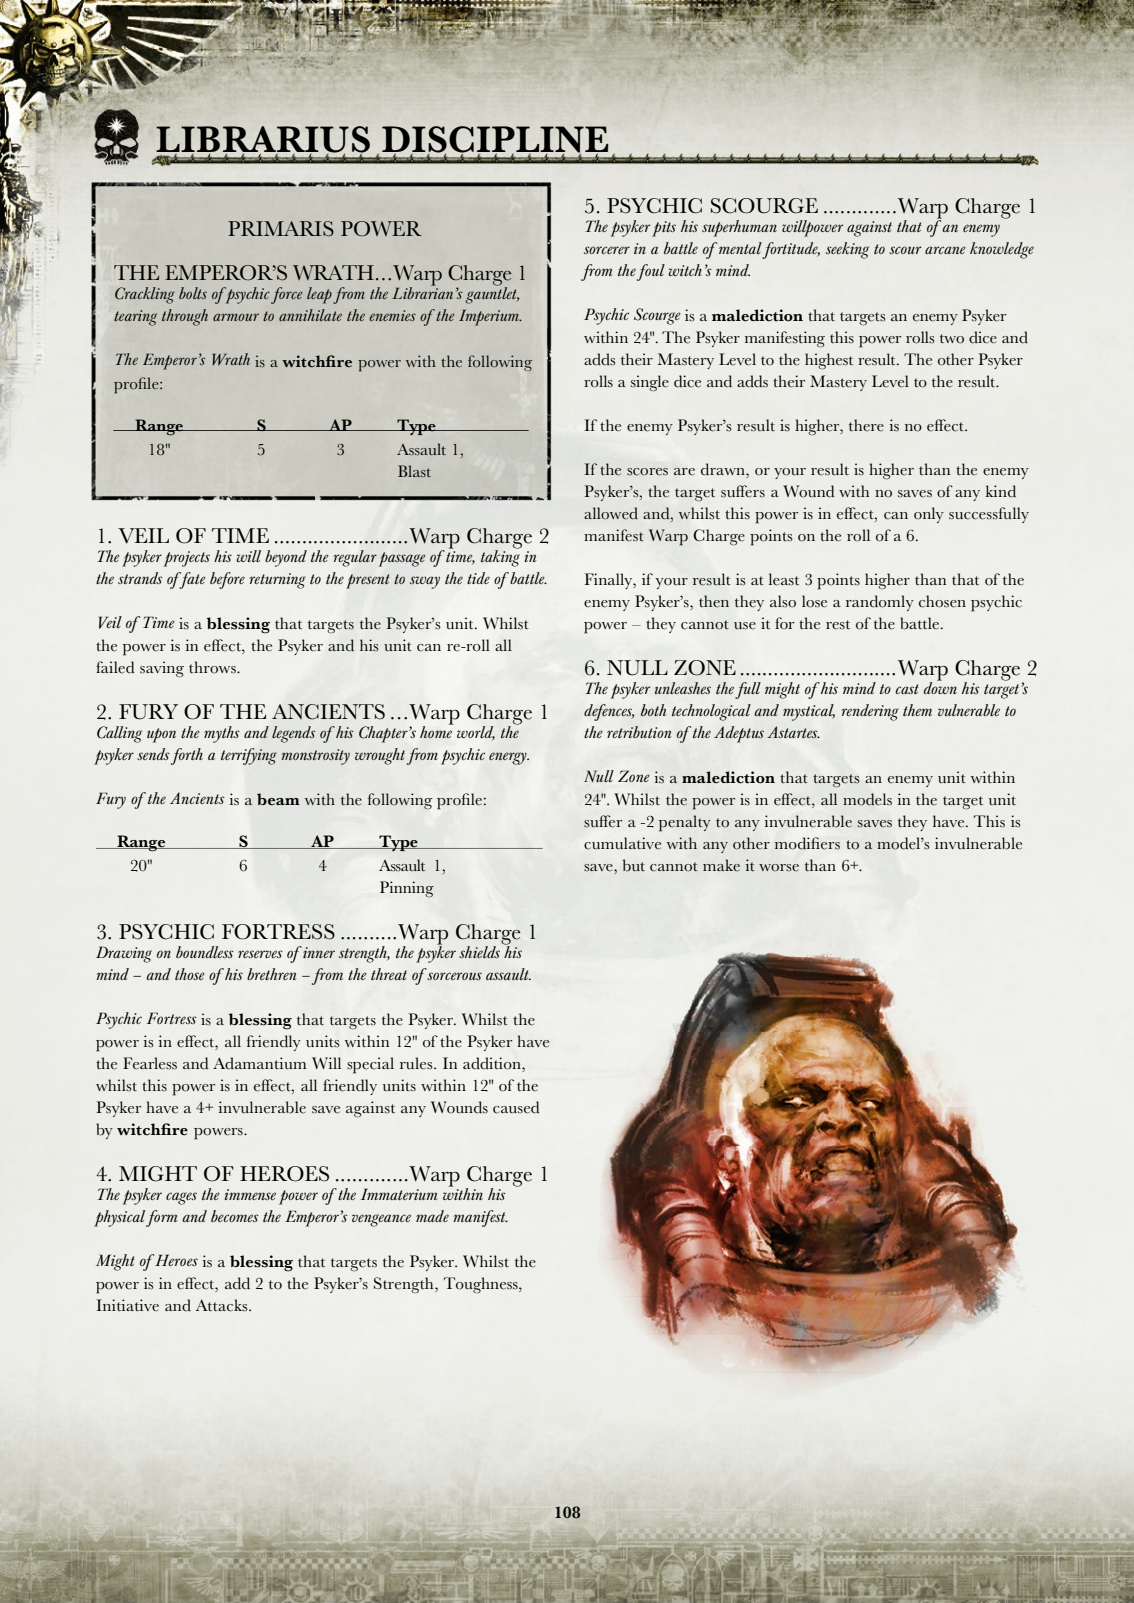 LIBRARIUS DISCIPLINE
PRIMARIS POWER
THE EMPEROR'S WRATH...Warp Charge 1
Crackling bolts of psychic force leap from the Librarian's gauntlet,
tearing through armour to annihilate the enemies of the Imperium.
The Emperor's Wrath is a witchfire power with the following
profile:
Range S AP Type
18" 5 3 Assault 1,
Blast
1. VEIL OF TIME ........................Warp Charge 2
The psyker projects his will beyond the regular passage of time, taking in
the strands of fate before returning to the present to sway the tide of battle.
Veil of Time is a blessing that targets the Psyker's unit. Whilst
the power is in effect, the Psyker and his unit can re-roll all
failed saving throws.
2. FURY OF THE ANCIENTS ...Warp Charge 1
Calling upon the myths and legends of his Chapter's home world, the
psyker sends forth a terrifying monstrosity wrought from psychic energy.
Fury of the Ancients is a beam with the following profile:
Range S AP Type
20" 6 4 Assault 1,
Pinning
3. PSYCHIC FORTRESS ..........Warp Charge 1
Drawing on boundless reserves of inner strength, the psyker shields his
mind – and those of his brethren – from the threat of sorcerous assault.
Psychic Fortress is a blessing that targets the Psyker. Whilst the
power is in effect, all friendly units within 12" of the Psyker have
the Fearless and Adamantium Will special rules. In addition,
whilst this power is in effect, all friendly units within 12" of the
Psyker have a 4+ invulnerable save against any Wounds caused
by witchfire powers.
4. MIGHT OF HEROES .............Warp Charge 1
The psyker cages the immense power of the Immaterium within his
physical form and becomes the Emperor's vengeance made manifest.
Might of Heroes is a blessing that targets the Psyker. Whilst the
power is in effect, add 2 to the Psyker's Strength, Toughness,
Initiative and Attacks.
5. PSYCHIC SCOURGE .............Warp Charge 1
The psyker pits his superhuman willpower against that of an enemy
sorcerer in a battle of mental fortitude, seeking to scour arcane knowledge
from the foul witch's mind.
Psychic Scourge is a malediction that targets an enemy Psyker
within 24". The Psyker manifesting this power rolls two dice and
adds their Mastery Level to the highest result. The other Psyker
rolls a single dice and adds their Mastery Level to the result.
If the enemy Psyker's result is higher, there is no effect.
If the scores are drawn, or your result is higher than the enemy
Psyker's, the target suffers a Wound with no saves of any kind
allowed and, whilst this power is in effect, can only successfully
manifest Warp Charge points on the roll of a 6.
Finally, if your result is at least 3 points higher than that of the
enemy Psyker's, then they also lose a randomly chosen psychic
power – they cannot use it for the rest of the battle.
6. NULL ZONE ............................Warp Charge 2
The psyker unleashes the full might of his mind to cast down his target's
defences, both technological and mystical, rendering them vulnerable to
the retribution of the Adeptus Astartes.
Null Zone is a malediction that targets an enemy unit within
24". Whilst the power is in effect, all models in the target unit
suffer a -2 penalty to any invulnerable saves they have. This is
cumulative with any other modifiers to a model's invulnerable
save, but cannot make it worse than 6+.
108